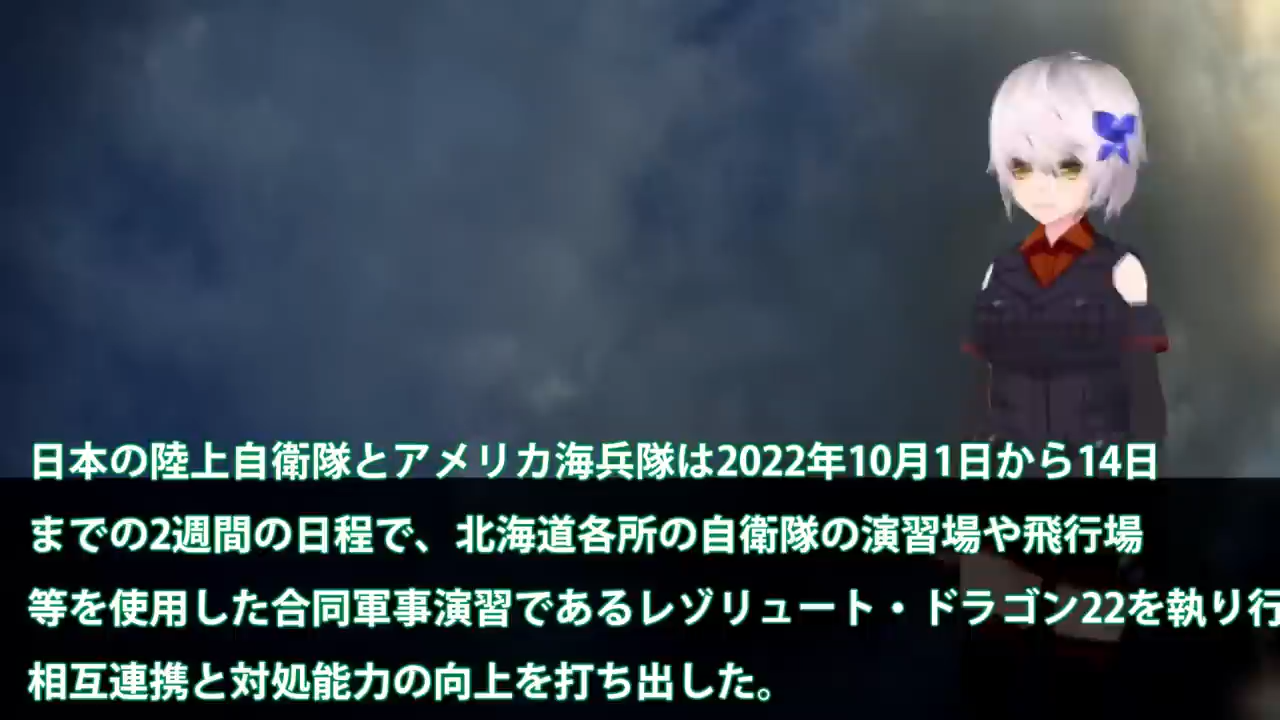 日本の陸上自衛隊とアメリカ海兵隊は2022年10月1日から14日
までの2週間の日程で、北海道各所の自衛隊の演習場や飛行場
等を使用した合同軍事演習であるレゾリュート・ドラゴン22を執り行
相互連携と対処能力の向上を打ち出した。